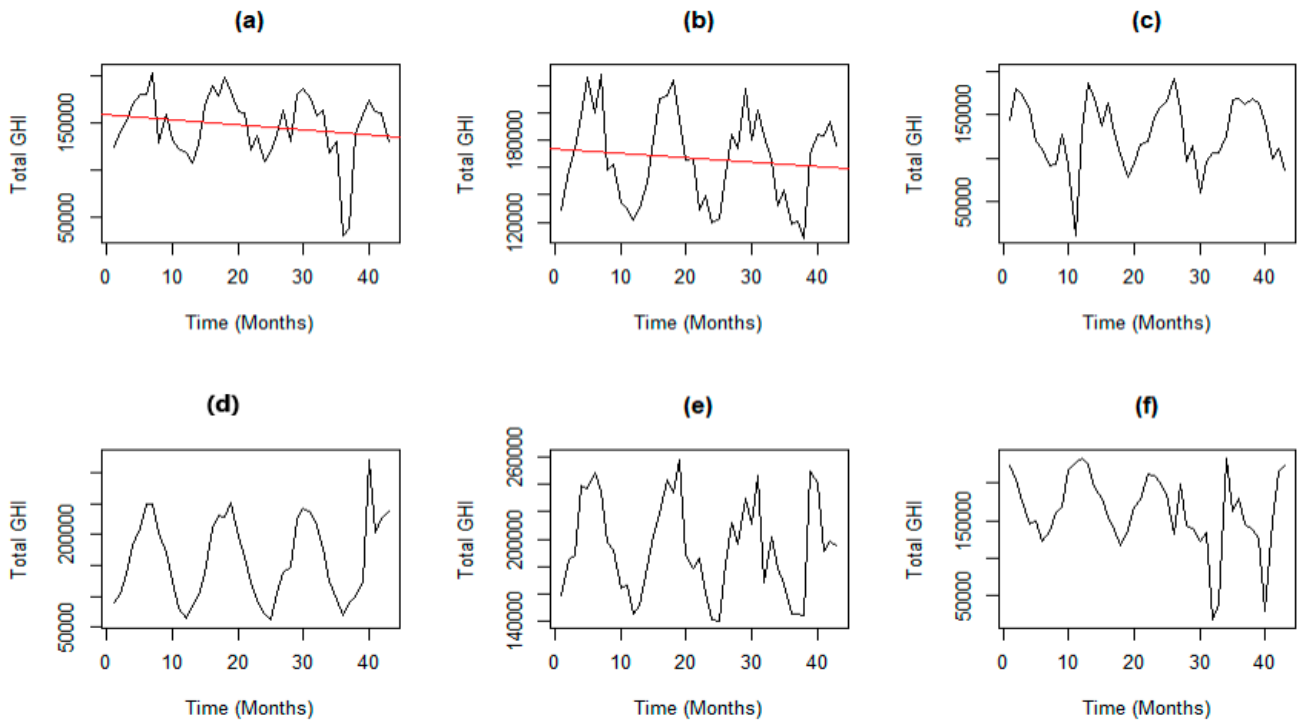 (a)
Total GHI
50000
150000
0
10
20
30
40
Time (Months)
(b)
Total GHI
120000
180000
0
10
20
30
40
Time (Months)
(c)
Total GHI
50000
150000
0
10
20
30
40
Time (Months)
(d)
Total GHI
50000
200000
0
10
20
30
40
Time (Months)
(e)
Total GHI
140000
200000
260000
0
10
20
30
40
Time (Months)
(f)
Total GHI
50000
150000
0
10
20
30
40
Time (Months)